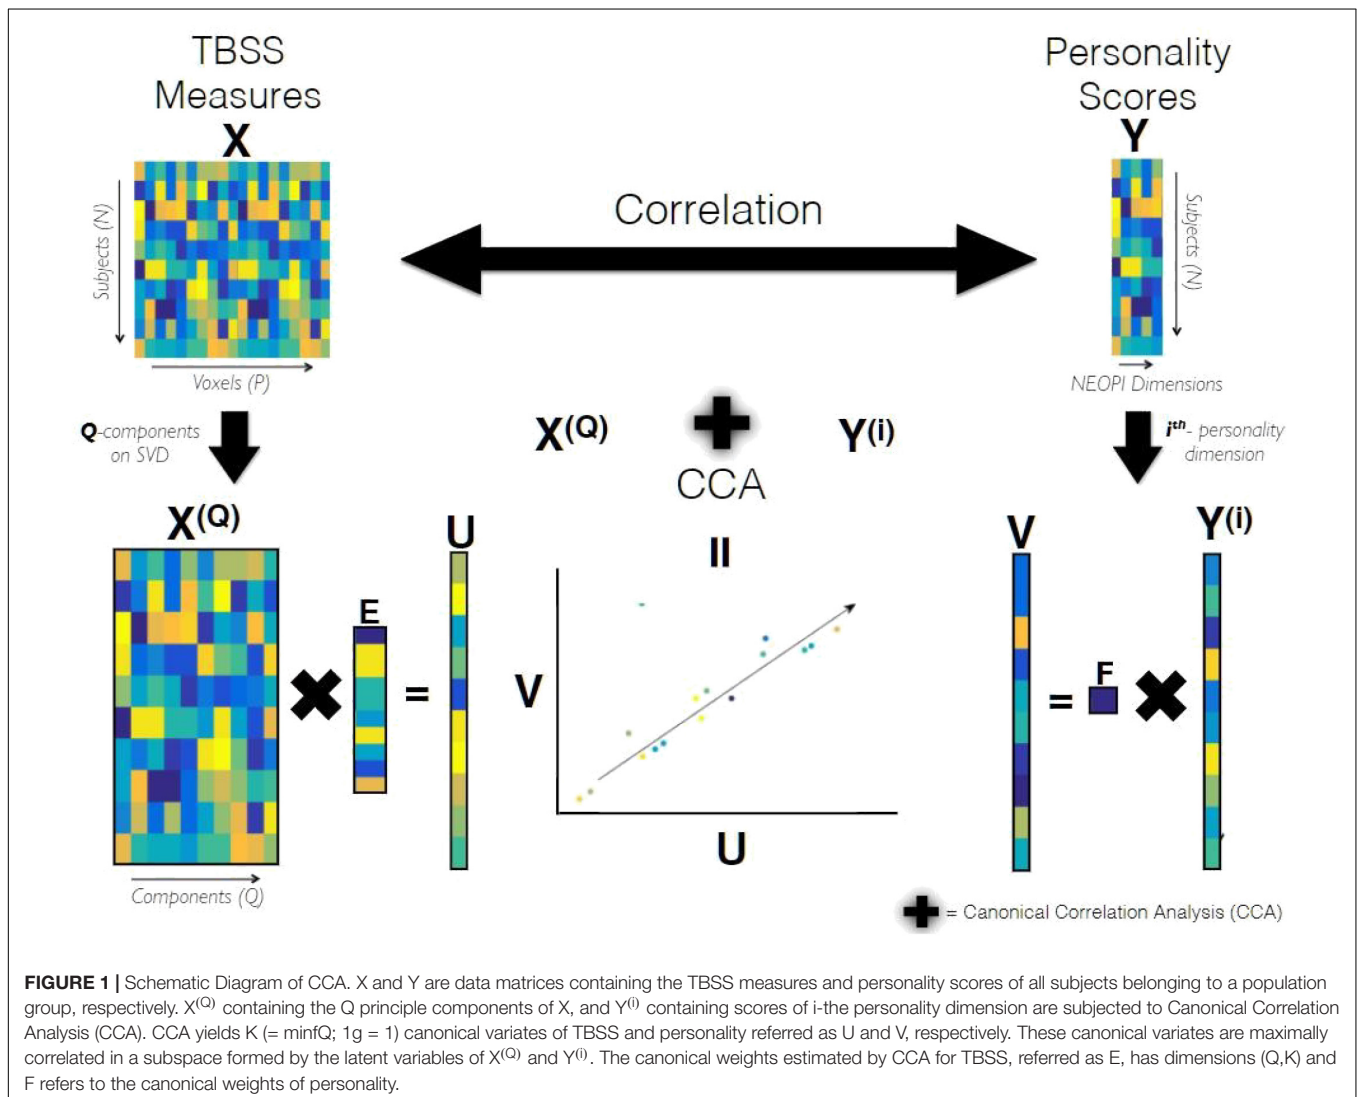 TBSS
Measures
X
Subjects (N)
Voxels (P)
Personality
Scores
Y
Subjects (N)
NEOPI Dimensions
Correlation
Q-components
on SVD
X(Q)
Y(i)
CCA
ith- personality
dimension
X(Q)
E
=
U
Components (Q)
=
V
U
V
=
F
Y(i)
= Canonical Correlation Analysis (CCA)
FIGURE 1 | Schematic Diagram of CCA. X and Y are data matrices containing the TBSS measures and personality scores of all subjects belonging to a population
group, respectively. X(Q) containing the Q principle components of X, and Y(i) containing scores of i-the personality dimension are subjected to Canonical Correlation
Analysis (CCA). CCA yields K (= minfQ; 1g = 1) canonical variates of TBSS and personality referred as U and V, respectively. These canonical variates are maximally
correlated in a subspace formed by the latent variables of X(Q) and Y(i). The canonical weights estimated by CCA for TBSS, referred as E, has dimensions (Q,K) and
F refers to the canonical weights of personality.